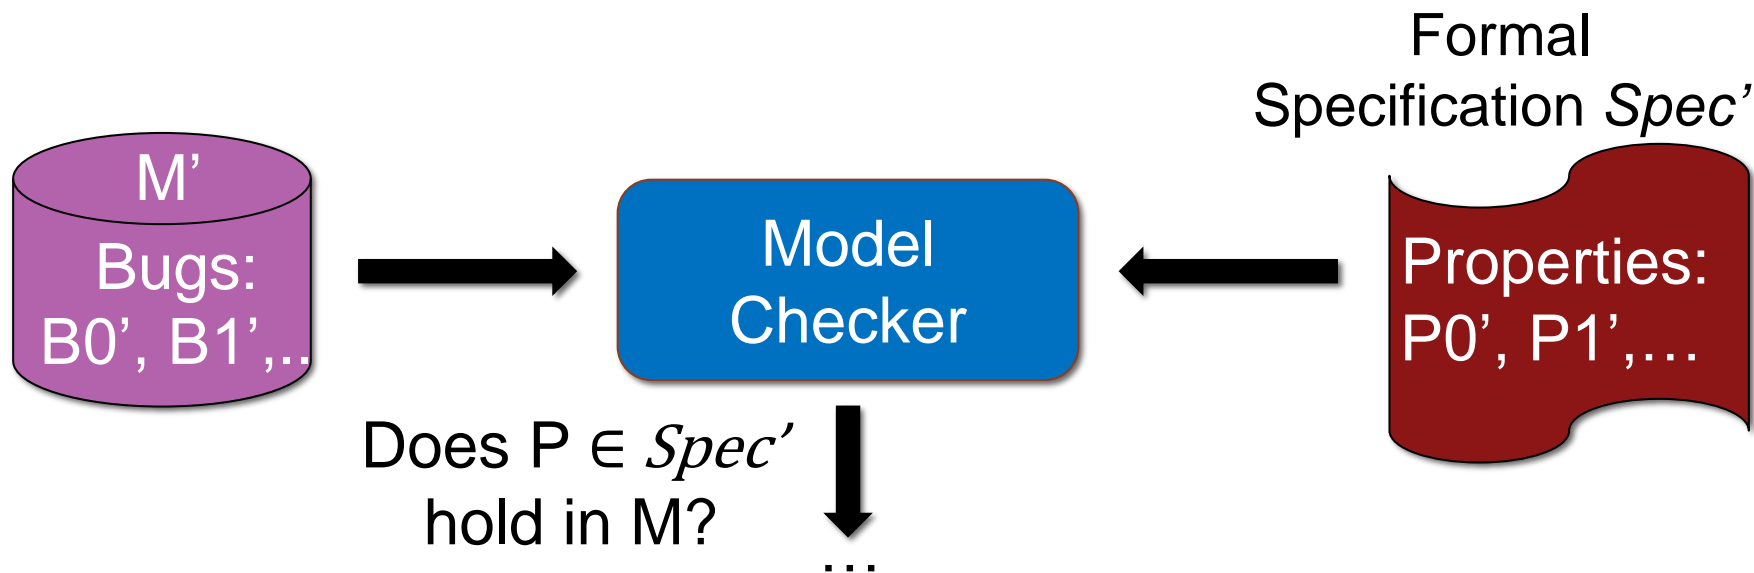 Formal
Specification Spec’
M’
Bugs:
B0’, B1’,..
Model
Checker
Properties:
P0’, P1’,…
Does P ∈ Spec’
hold in M?
…